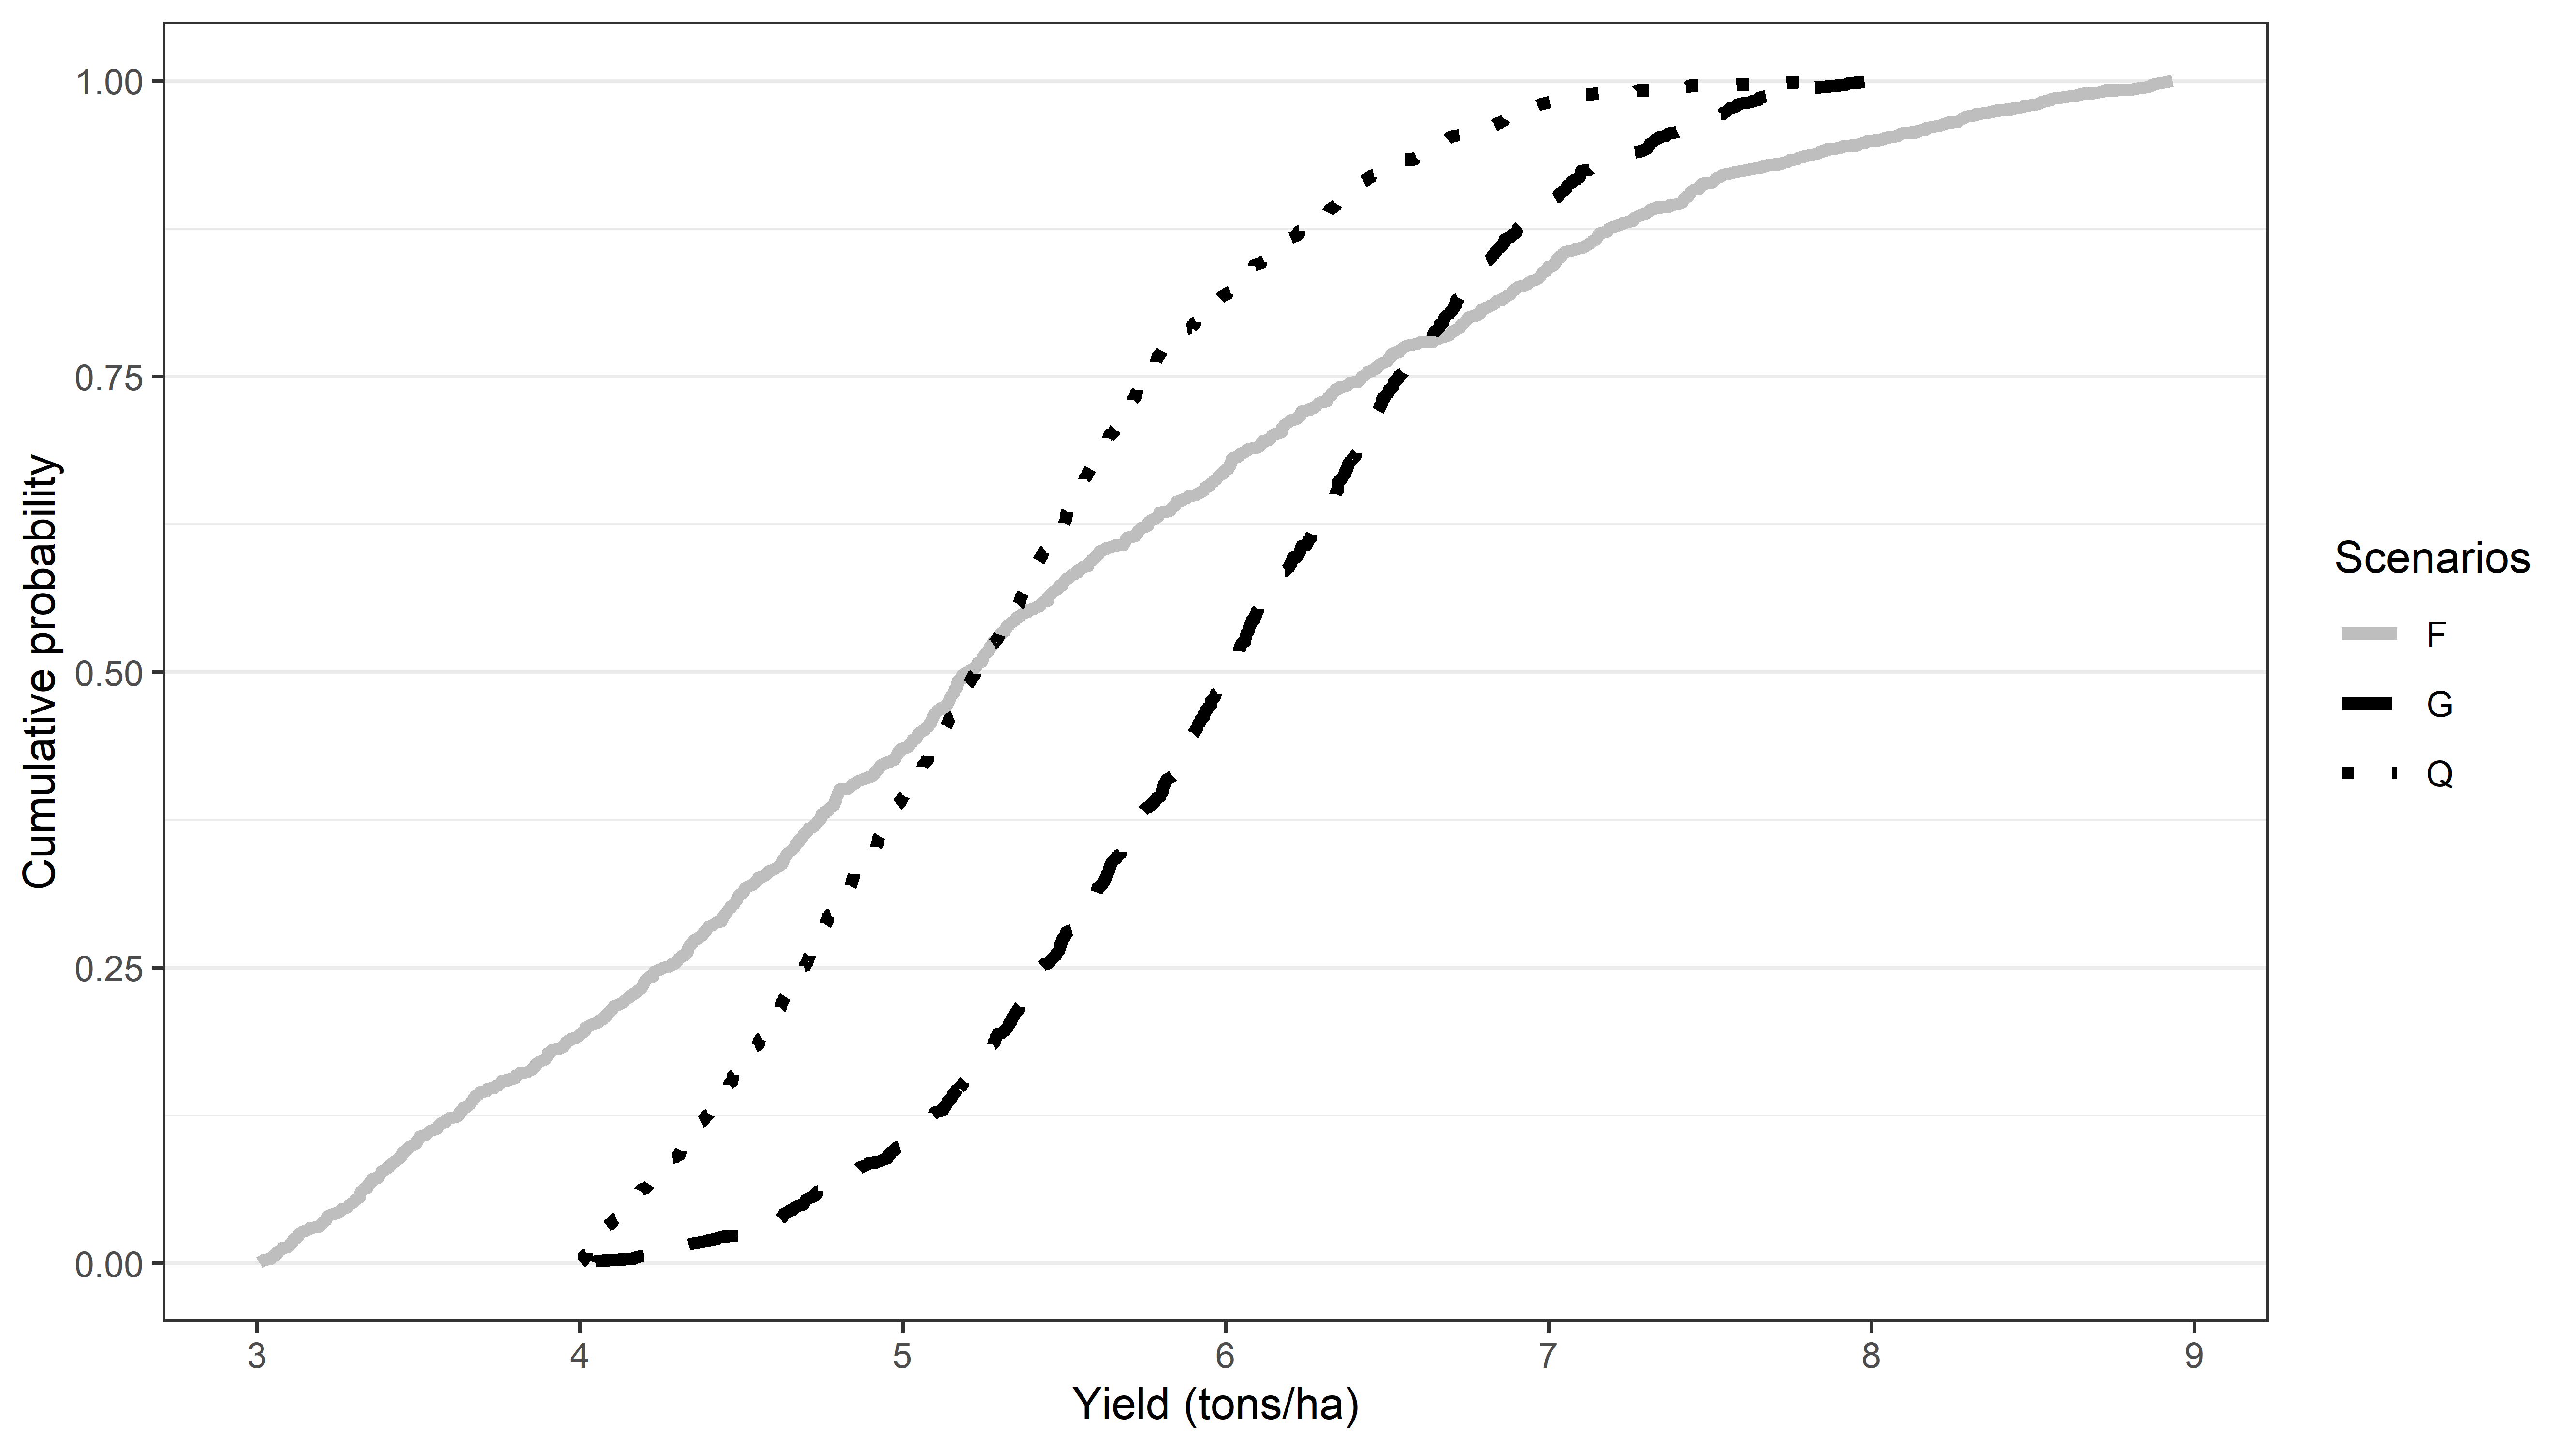 Cumulative probability
1.00
0.75
0.50
0.25
0.00
3 4 5 6 7 8 9
Yield (tons/ha)
Scenarios
F
G
Q